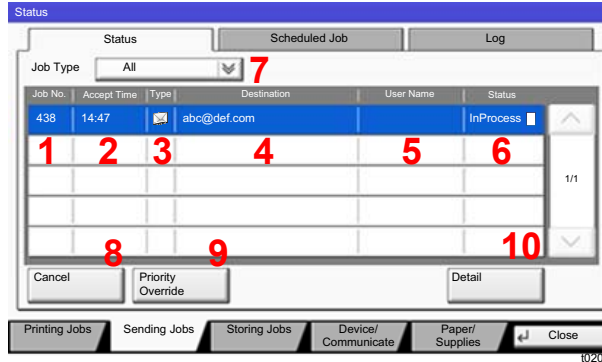 Status
Status Scheduled Job Log
Job Type All 7
Job No. Accept Time Type Destination User Name Status
438 14:47 abc@def.com InProcess
1 2 3 4 5 6
1/1
8 9 10
Cancel Priority Override Detail
Printing Jobs Sending Jobs Storing Jobs Device/ Communicate Paper/ Supplies Close
t020